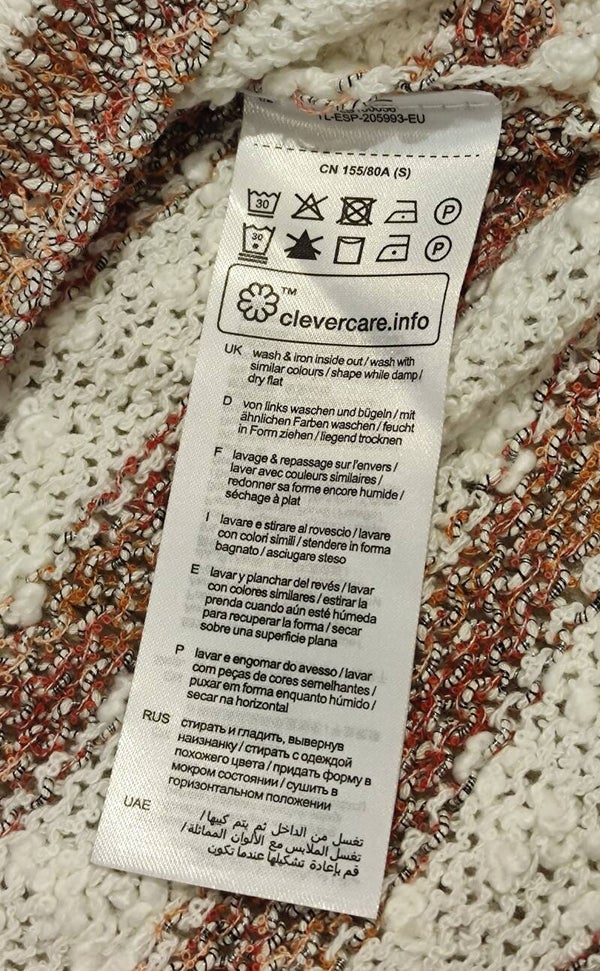 TL-ESP-205993-EU
CN 155/80A (S)
30
P
30
P
TM
clevercare.info
UK wash & iron inside out / wash with
similar colours / shape while damp /
dry flat
D von links waschen und bügeln / mit
ähnlichen Farben waschen / feucht
in Form ziehen / liegend trocknen
F lavage & repassage sur l'envers /
laver avec couleurs similaires /
redonner sa forme encore humide /
séchage à plat
I lavare e stirare al rovescio / lavare
con colori simili / stendere in forma
bagnato / asciugare steso
E lavar y planchar del revés / lavar
con colores similares / estirar la
prenda cuando aún esté húmeda
para recuperar la forma / secar
sobre una superficie plana
P lavar e engomar do avesso / lavar
com peças de cores semelhantes /
puxar em forma enquanto húmido /
secar na horizontal
RUS стирать и гладить, вывернув
наизнанку / стирать с одеждой
похожего цвета / придать форму в
мокром состоянии / сушить в
горизонтальном положении
UAE تغسل من الداخل ثم يتم كيها /
تغسل الملابس مع الألوان المماثلة /
قم بإعادة تشكيلها عندما تكون